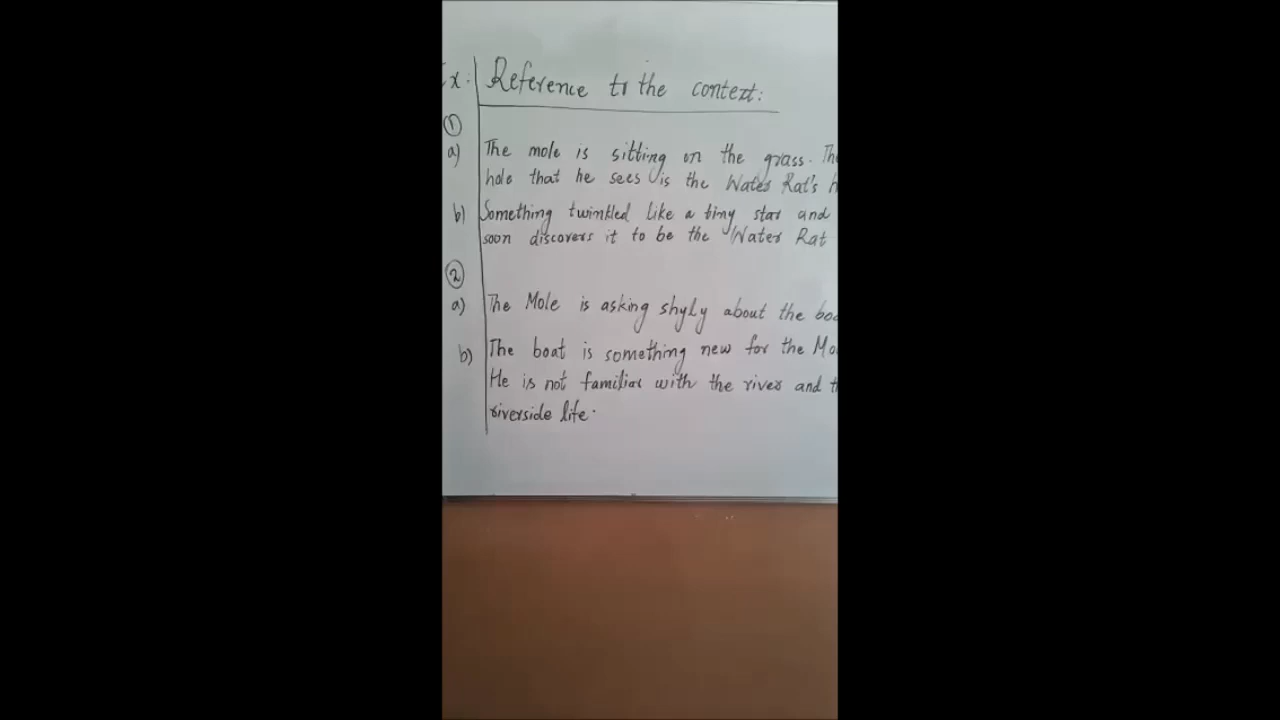 Ex: Reference to the context:
①
a) The mole is sitting on the grass. The
hole that he sees is the Water Rat's
b) Something twinkled like a tiny star and
soon discovers it to be the Water Rat
②
a) The Mole is asking shyly about the
b) The boat is something new for the
He is not familiar with the river and
riverside life.